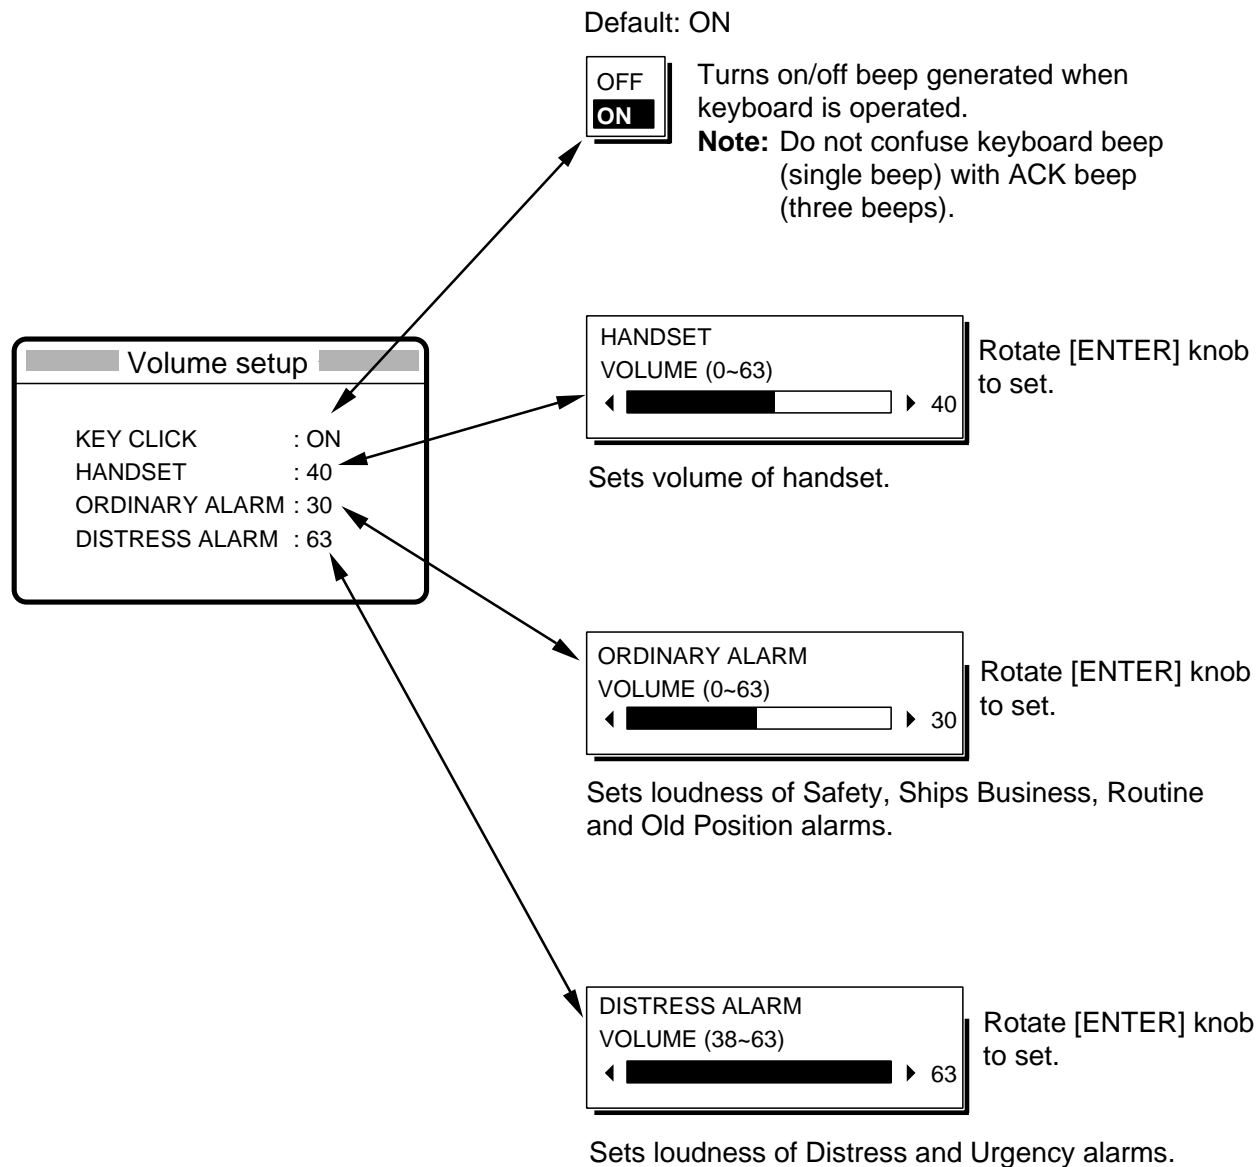 Default: ON
OFF
ON
Turns on/off beep generated when
keyboard is operated.
Note: Do not confuse keyboard beep
(single beep) with ACK beep
(three beeps).
Volume setup
KEY CLICK : ON
HANDSET : 40
ORDINARY ALARM : 30
DISTRESS ALARM : 63
HANDSET
VOLUME (0~63)
40
Rotate [ENTER] knob
to set.
Sets volume of handset.
ORDINARY ALARM
VOLUME (0~63)
30
Rotate [ENTER] knob
to set.
Sets loudness of Safety, Ships Business, Routine
and Old Position alarms.
DISTRESS ALARM
VOLUME (38~63)
63
Rotate [ENTER] knob
to set.
Sets loudness of Distress and Urgency alarms.